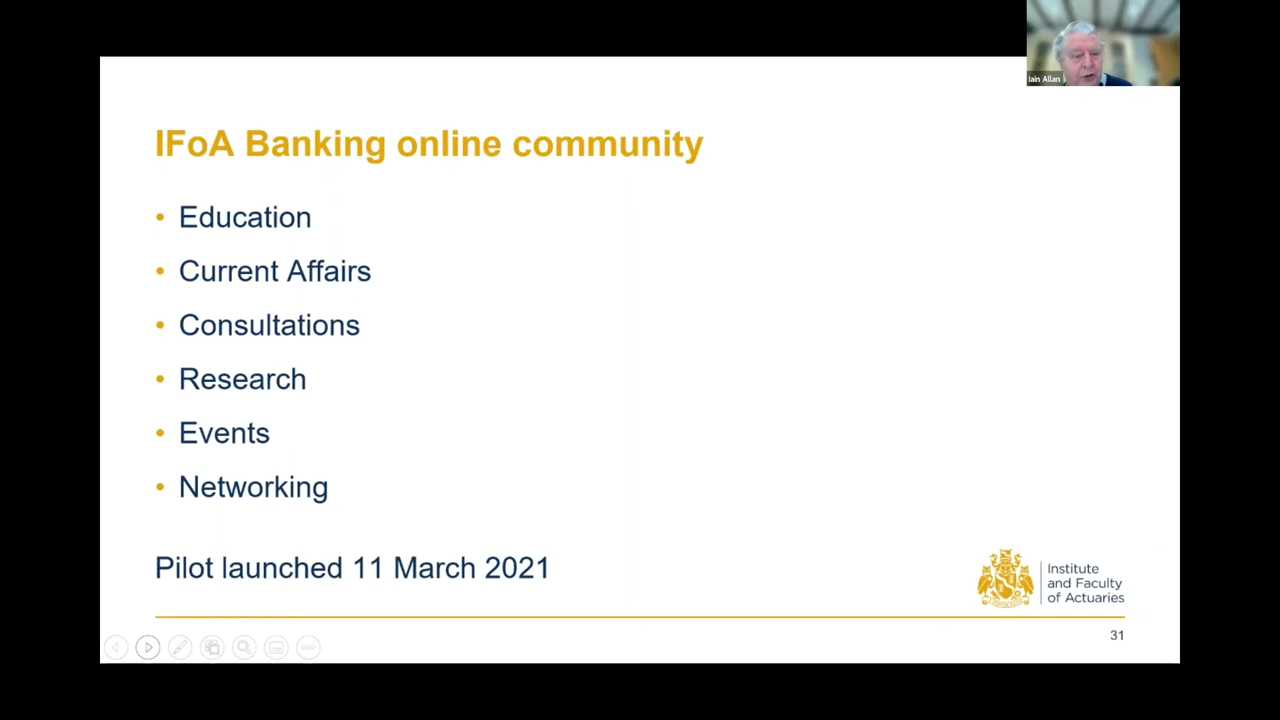 Iain Allan
IFoA Banking online community
• Education
• Current Affairs
• Consultations
• Research
• Events
• Networking
Pilot launched 11 March 2021
Institute
and Faculty
of Actuaries
31